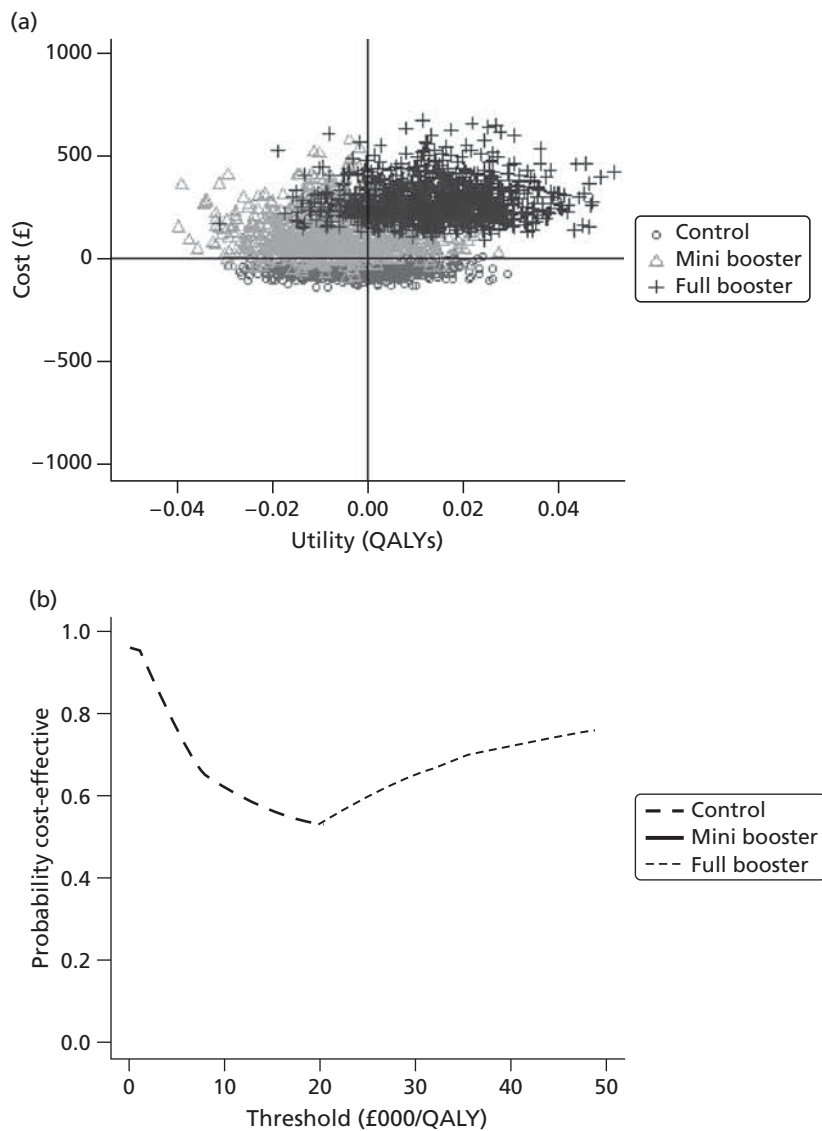 (a)
1000
500
0
−500
−1000
Cost (£)
−0.04
−0.02
0.00
0.02
0.04
Utility (QALYs)
Control
Mini booster
Full booster
(b)
1.0
0.8
0.6
0.4
0.2
0.0
Probability cost-effective
0
10
20
30
40
50
Threshold (£000/QALY)
Control
Mini booster
Full booster